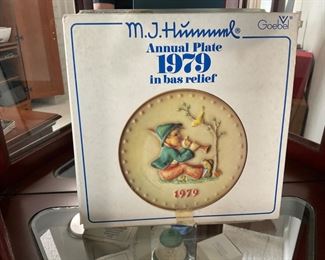 M.J.Hummel®
Goebel®
Annual Plate
1979
in bas relief
1979